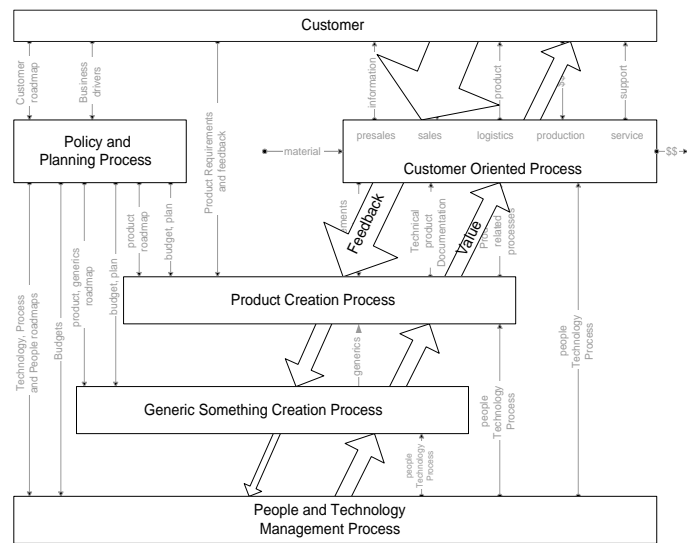 Customer
Customer
roadmap
Business
drivers
Product Requirements
and feedback
information
product
$$
support
Policy and
Planning Process
material
presales
sales
logistics
production
service
Customer Oriented Process
$$
Technology, Process
and People roadmaps
Budgets
product, generics
roadmap
budget, plan
product
roadmap
budget, plan
Feedback
Technical
product
Documentation
Value
related
processes
people
Technology
Process
Product Creation Process
generics
people
Technology
Process
Generic Something Creation Process
people
Technology
Process
People and Technology
Management Process